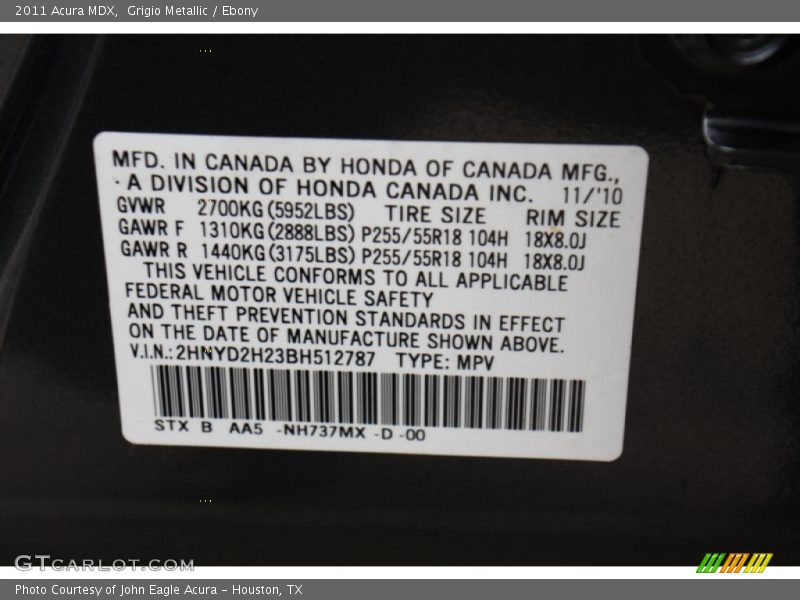 2011 Acura MDX, Grigio Metallic / Ebony
MFD. IN CANADA BY HONDA OF CANADA MFG.,
A DIVISION OF HONDA CANADA INC. 11/'10
GVWR 2700KG(5952LBS) TIRE SIZE RIM SIZE
GAWR F 1310KG(2888LBS) P255/55R18 104H 18X8.0J
GAWR R 1440KG(3175LBS) P255/55R18 104H 18X8.0J
THIS VEHICLE CONFORMS TO ALL APPLICABLE
FEDERAL MOTOR VEHICLE SAFETY
AND THEFT PREVENTION STANDARDS IN EFFECT
ON THE DATE OF MANUFACTURE SHOWN ABOVE.
V.I.N.: 2HNYD2H23BH512787 TYPE: MPV
STX B AA5 -NH737MX -D -00
GTCARLOT.COM
Photo Courtesy of John Eagle Acura - Houston, TX